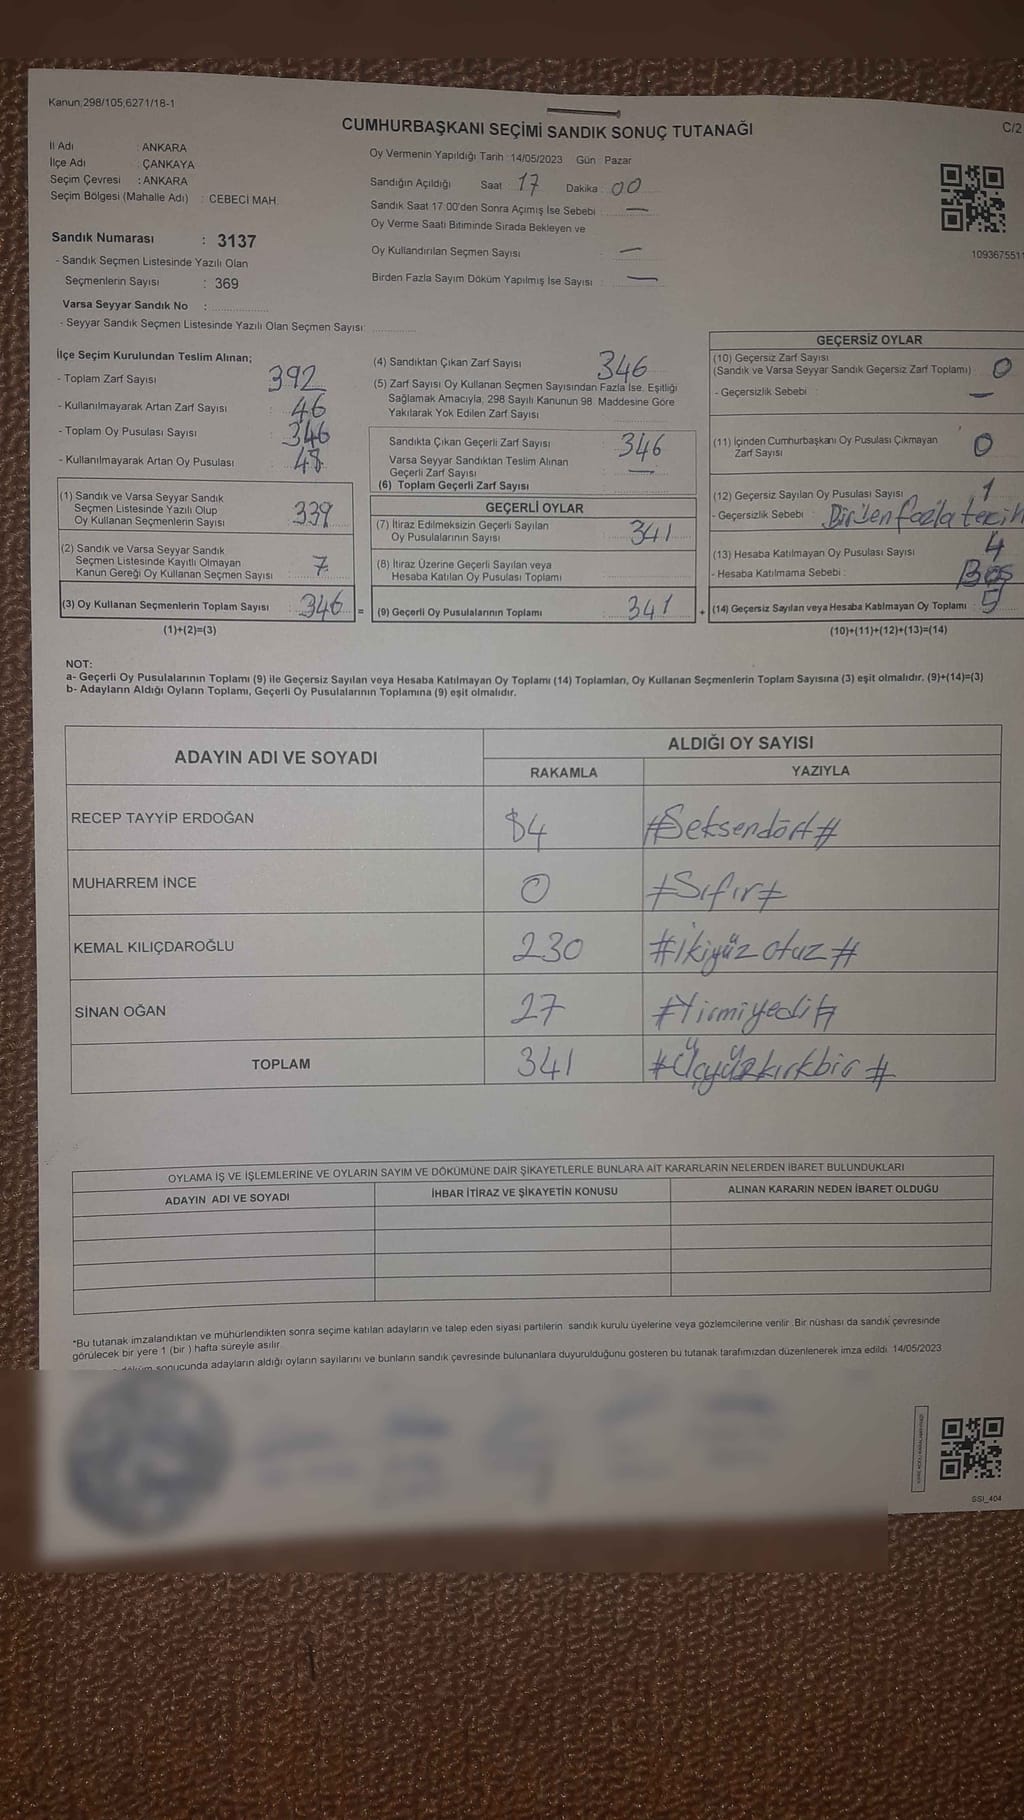 Kanun;298/105,6271/18-1
CUMHURBAŞKANI SEÇİMİ SANDIK SONUÇ TUTANAĞI
C/2
İl Adı : ANKARA
İlçe Adı : ÇANKAYA
Seçim Çevresi : ANKARA
Seçim Bölgesi (Mahalle Adı) : CEBECİ MAH.
Sandık Numarası : 3137
- Sandık Seçmen Listesinde Yazılı Olan
Seçmenlerin Sayısı : 369
Varsa Seyyar Sandık No :
- Seyyar Sandık Seçmen Listesinde Yazılı Olan Seçmen Sayısı:
Oy Vermenin Yapıldığı Tarih : 14/05/2023 Gün : Pazar
Sandığın Açıldığı Saat : 17 Dakika : 00
Sandık Saat 17:00'den Sonra Açımış İse Sebebi : —
Oy Verme Saati Bitiminde Sırada Bekleyen ve
Oy Kullandırılan Seçmen Sayısı : —
Birden Fazla Sayım Döküm Yapılmış İse Sayısı : —
1093675511
İlçe Seçim Kurulundan Teslim Alınan;
- Toplam Zarf Sayısı : 392
- Kullanılmayarak Artan Zarf Sayısı : 46
- Toplam Oy Pusulası Sayısı : 346
- Kullanılmayarak Artan Oy Pusulası :
(1) Sandık ve Varsa Seyyar Sandık
Seçmen Listesinde Yazılı Olup
Oy Kullanan Seçmenlerin Sayısı : 339
(2) Sandık ve Varsa Seyyar Sandık
Seçmen Listesinde Kayıtlı Olmayan
Kanun Gereği Oy Kullanan Seçmen Sayısı : 7
(3) Oy Kullanan Seçmenlerin Toplam Sayısı : 346 =
(1)+(2)=(3)
(4) Sandıktan Çıkan Zarf Sayısı 346
(5) Zarf Sayısı Oy Kullanan Seçmen Sayısından Fazla İse. Eşitliği
Sağlamak Amacıyla, 298 Sayılı Kanunun 98. Maddesine Göre
Yakılarak Yok Edilen Zarf Sayısı
Sandıkta Çıkan Geçerli Zarf Sayısı : 346
Varsa Seyyar Sandıktan Teslim Alınan
Geçerli Zarf Sayısı : —
(6) Toplam Geçerli Zarf Sayısı
GEÇERLİ OYLAR
(7) İtiraz Edilmeksizin Geçerli Sayılan
Oy Pusulalarının Sayısı : 341
(8) İtiraz Üzerine Geçerli Sayılan veya
Hesaba Katılan Oy Pusulası Toplamı :
(9) Geçerli Oy Pusulalarının Toplamı : 341 +
GEÇERSİZ OYLAR
(10) Geçersiz Zarf Sayısı
(Sandık ve Varsa Seyyar Sandık Geçersiz Zarf Toplamı) : 0
- Geçersizlik Sebebi : —
(11) İçinden Cumhurbaşkanı Oy Pusulası Çıkmayan
Zarf Sayısı : 0
(12) Geçersiz Sayılan Oy Pusulası Sayısı : 1
- Geçersizlik Sebebi : Birden fazla tercih
(13) Hesaba Katılmayan Oy Pusulası Sayısı : 4
- Hesaba Katılmama Sebebi : Boş
(14) Geçersiz Sayılan veya Hesaba Katılmayan Oy Toplamı : 5
(10)+(11)+(12)+(13)=(14)
NOT:
a- Geçerli Oy Pusulalarının Toplamı (9) ile Geçersiz Sayılan veya Hesaba Katılmayan Oy Toplamı (14) Toplamları, Oy Kullanan Seçmenlerin Toplam Sayısına (3) eşit olmalıdır. (9)+(14)=(3)
b- Adayların Aldığı Oyların Toplamı, Geçerli Oy Pusulalarının Toplamına (9) eşit olmalıdır.
ADAYIN ADI VE SOYADI
ALDIĞI OY SAYISI
RAKAMLA YAZIYLA
RECEP TAYYİP ERDOĞAN 84 #Seksendört#
MUHARREM İNCE 0 #Sıfır#
KEMAL KILIÇDAROĞLU 230 #ikiyüz otuz#
SİNAN OĞAN 27 #Yirmiyedi#
TOPLAM 341 #Üçyüzkırkbir#
OYLAMA İŞ VE İŞLEMLERİNE VE OYLARIN SAYIM VE DÖKÜMÜNE DAİR ŞİKAYETLERLE BUNLARA AİT KARARLARIN NELERDEN İBARET BULUNDUKLARI
ADAYIN ADI VE SOYADI İHBAR İTİRAZ VE ŞİKAYETİN KONUSU ALINAN KARARIN NEDEN İBARET OLDUĞU
*Bu tutanak imzalandıktan ve mühürlendikten sonra seçime katılan adayların ve talep eden siyasi partilerin sandık kurulu üyelerine veya gözlemcilerine verilir. Bir nüshası da sandık çevresinde
görülecek bir yere 1 (bir ) hafta süreyle asılır.
sonucunda adayların aldığı oyların sayılarını ve bunların sandık çevresinde bulunanlara duyurulduğunu gösteren bu tutanak tarafımızdan düzenlenerek imza edildi. 14/05/2023
SSI_404